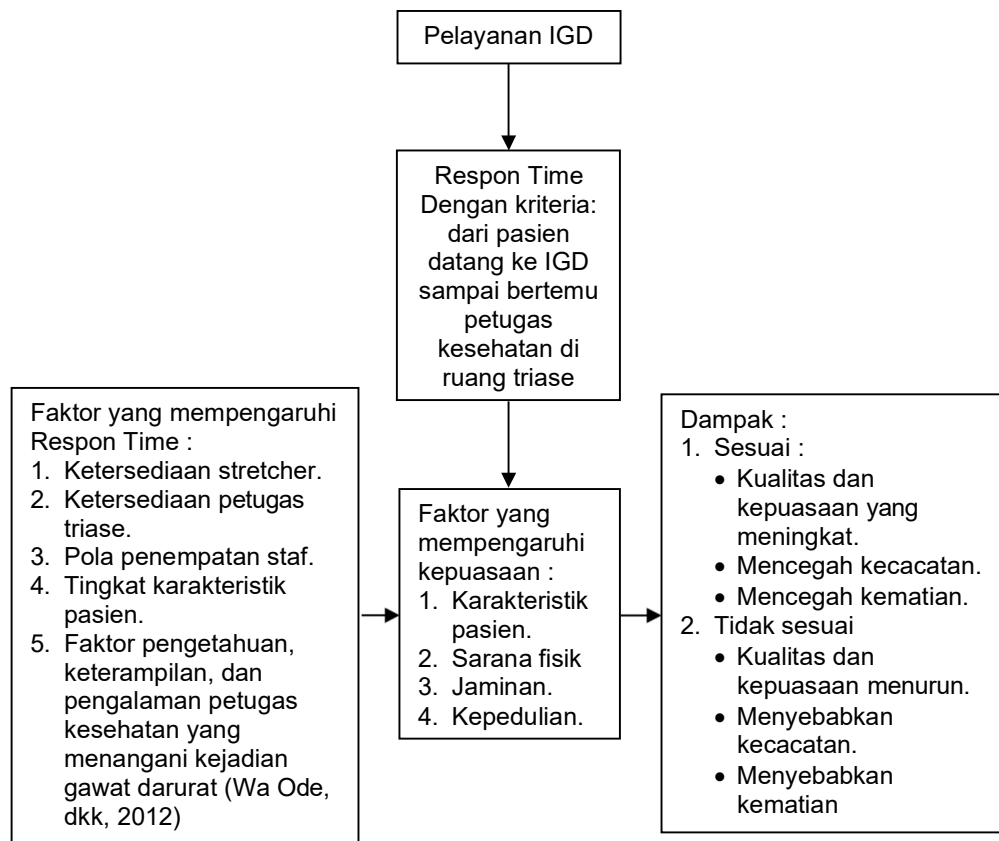 Pelayanan IGD
Respon Time
Dengan kriteria:
dari pasien
datang ke IGD
sampai bertemu
petugas
kesehatan di
ruang triase
Faktor yang mempengaruhi
Respon Time :
1. Ketersediaan stretcher.
2. Ketersediaan petugas
triase.
3. Pola penempatan staf.
4. Tingkat karakteristik
pasien.
5. Faktor pengetahuan,
keterampilan, dan
pengalaman petugas
kesehatan yang
menangani kejadian
gawat darurat (Wa Ode,
dkk, 2012)
Faktor yang
mempengaruhi
kepuasaan :
1. Karakteristik
pasien.
2. Sarana fisik
3. Jaminan.
4. Kepedulian.
Dampak :
1. Sesuai :
• Kualitas dan
kepuasaan yang
meningkat.
• Mencegah kecacatan.
• Mencegah kematian.
2. Tidak sesuai
• Kualitas dan
kepuasaan menurun.
• Menyebabkan
kecacatan.
• Menyebabkan
kematian